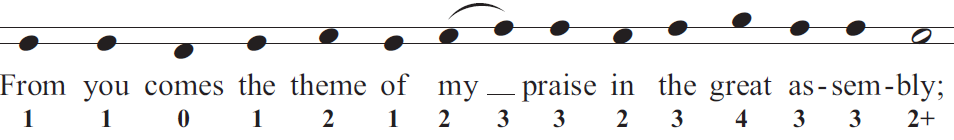 From you comes the theme of my __ praise in the great as-sem-bly;
1 1 0 1 2 1 2 3 3 2 3 4 3 3 2+